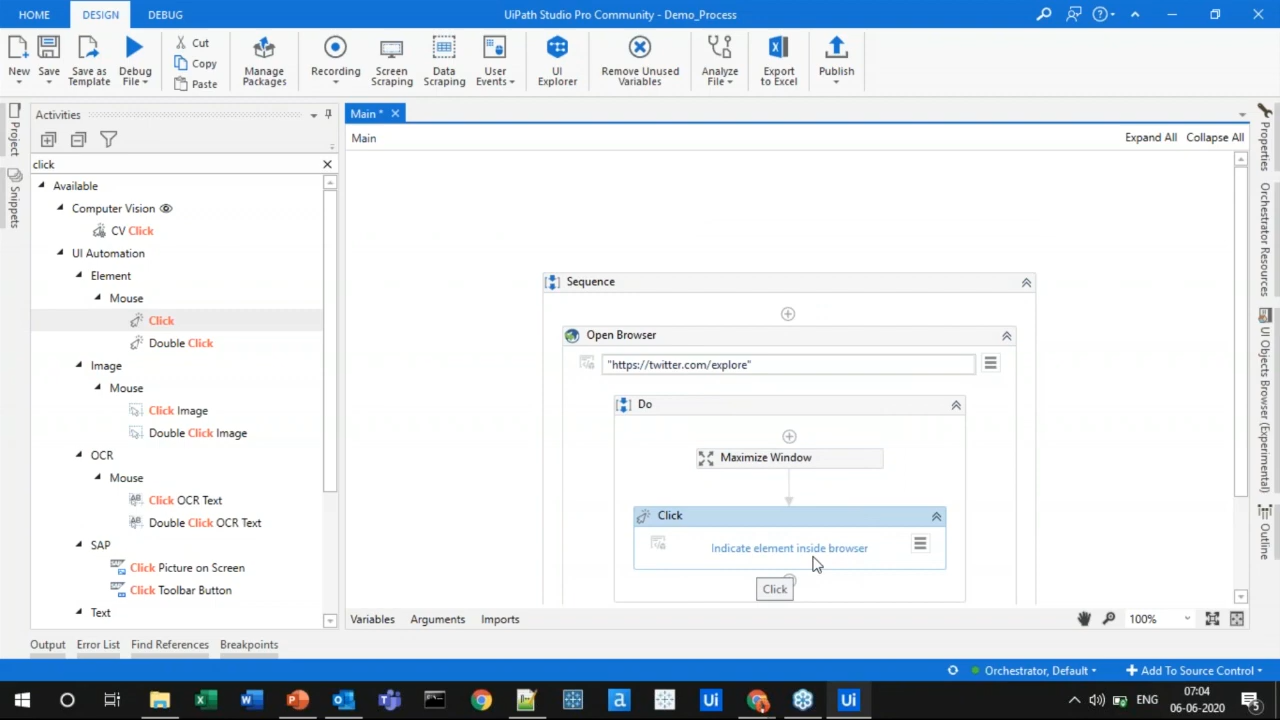 HOME
DESIGN
DEBUG
UiPath Studio Pro Community - Demo_Process
New
Save
Save as
Template
Debug
File
Cut
Copy
Paste
Manage
Packages
Recording
Screen
Scraping
Data
Scraping
User
Events
UI
Explorer
Remove Unused
Variables
Analyze
File
Export
to Excel
Publish
Project
Snippets
Activities
click
Available
Computer Vision
CV Click
UI Automation
Element
Mouse
Click
Double Click
Image
Mouse
Click Image
Double Click Image
OCR
Mouse
Click OCR Text
Double Click OCR Text
SAP
Click Picture on Screen
Click Toolbar Button
Text
Main *
Main
Expand All
Collapse All
Sequence
Open Browser
"https://twitter.com/explore"
Do
Maximize Window
Click
Indicate element inside browser
Click
Variables
Arguments
Imports
100%
Properties
Orchestrator Resources
UI Objects Browser (Experimental)
Outline
Output
Error List
Find References
Breakpoints
Orchestrator, Default
Add To Source Control
ENG
07:04
06-06-2020
5